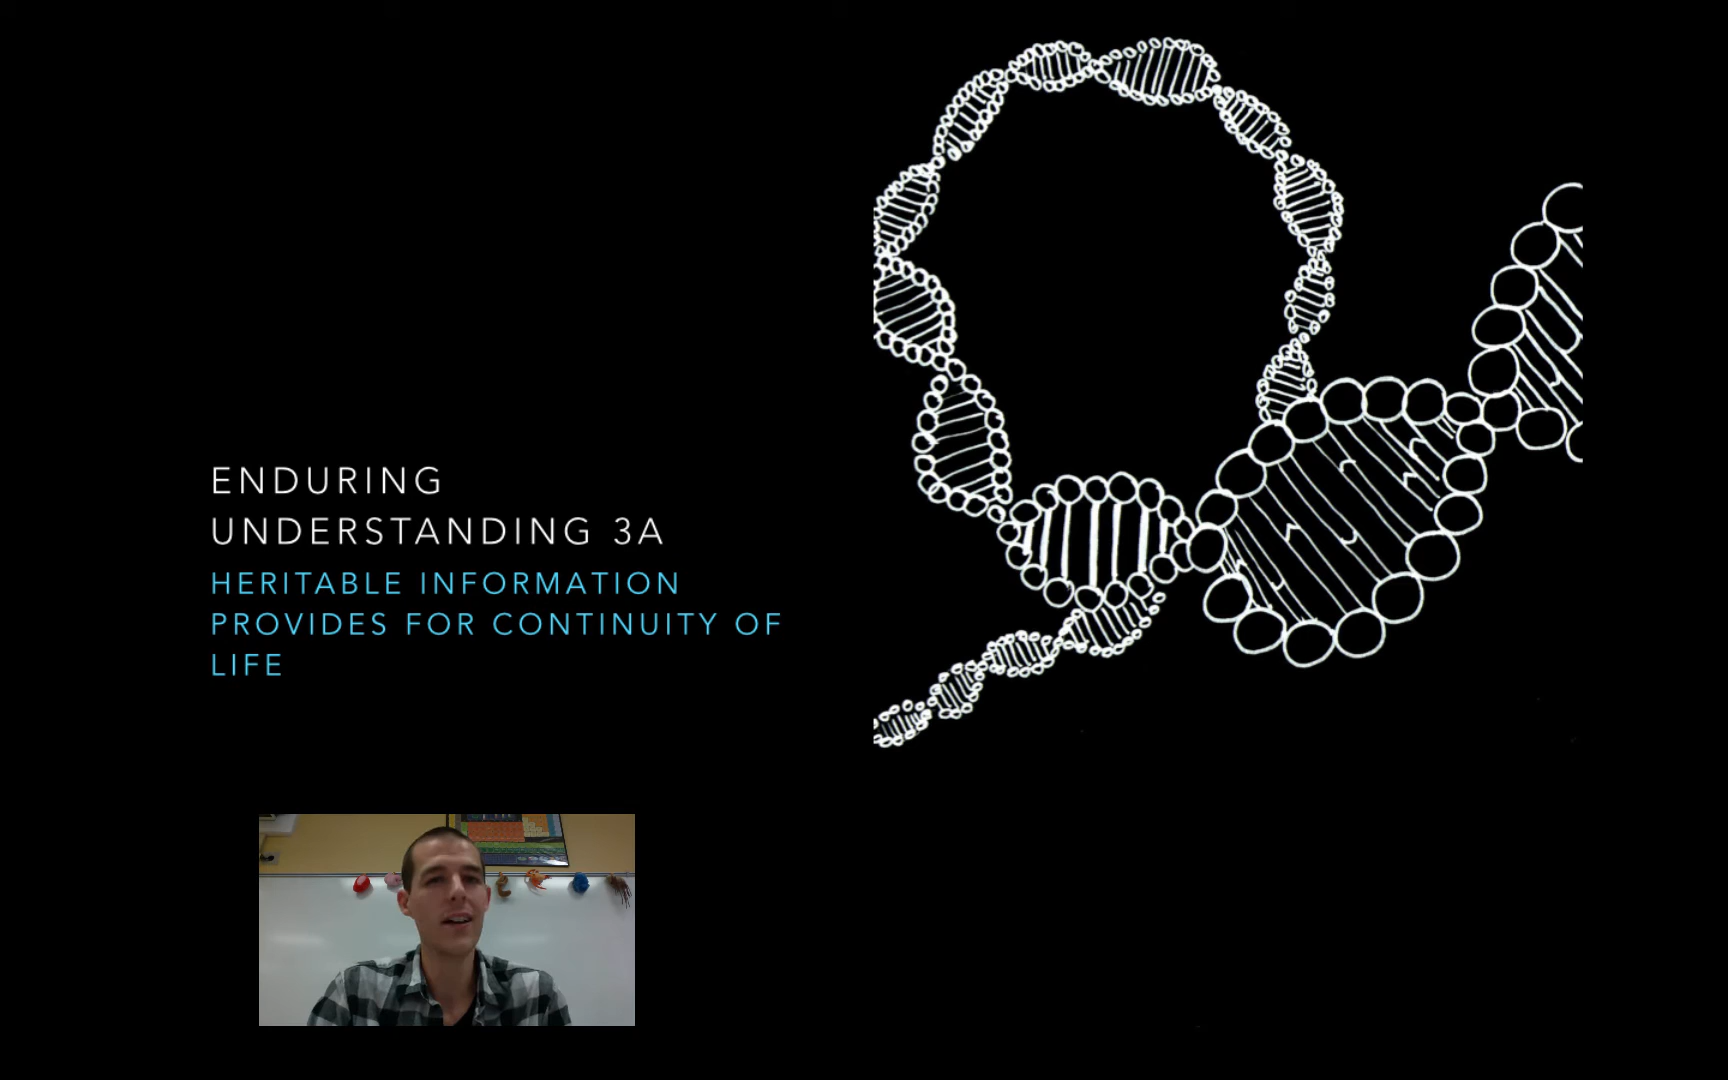 ENDURING
UNDERSTANDING 3A
HERITABLE INFORMATION
PROVIDES FOR CONTINUITY OF
LIFE